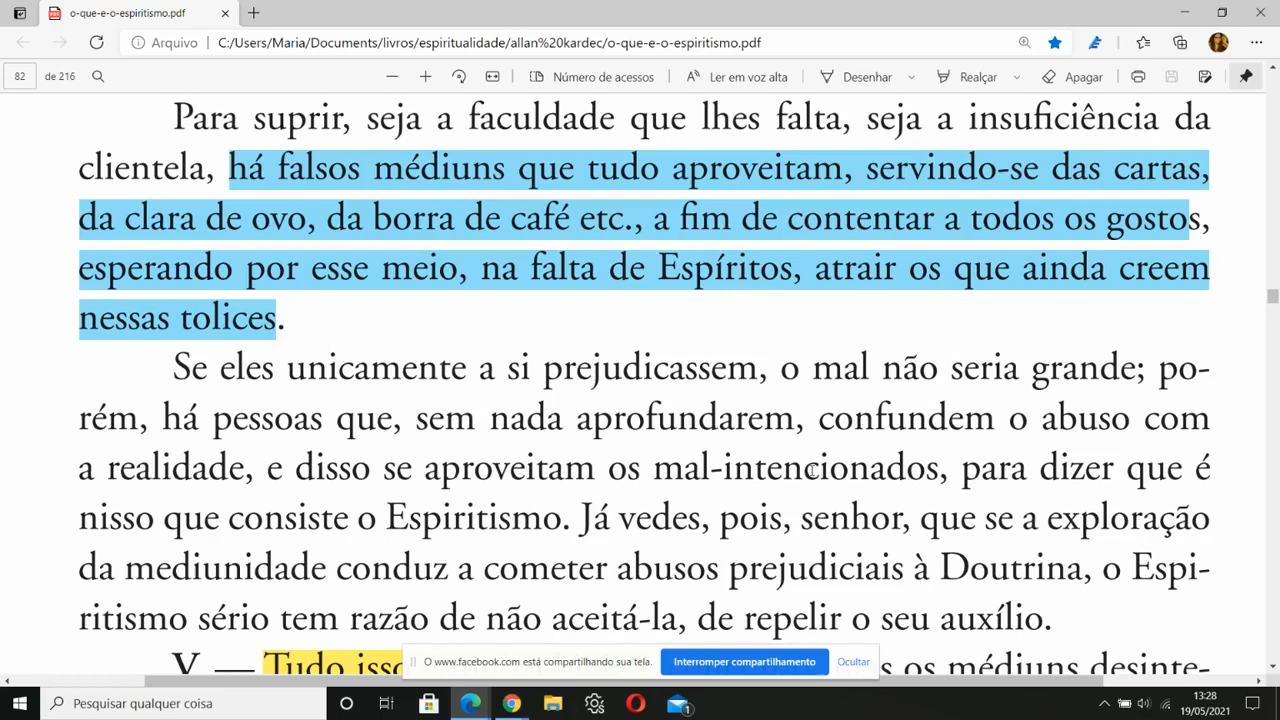 o-que-e-o-espiritismo.pdf
Arquivo C:/Users/Maria/Documents/livros/espiritualidade/allan%20kardec/o-que-e-o-espiritismo.pdf
82 de 216 Número de acessos Ler em voz alta Desenhar Realçar Apagar
Para suprir, seja a faculdade que lhes falta, seja a insuficiência da
clientela, há falsos médiuns que tudo aproveitam, servindo-se das cartas,
da clara de ovo, da borra de café etc., a fim de contentar a todos os gostos,
esperando por esse meio, na falta de Espíritos, atrair os que ainda creem
nessas tolices.
Se eles unicamente a si prejudicassem, o mal não seria grande; po-
rém, há pessoas que, sem nada aprofundarem, confundem o abuso com
a realidade, e disso se aproveitam os mal-intencionados, para dizer que é
nisso que consiste o Espiritismo. Já vedes, pois, senhor, que se a exploração
da mediunidade conduz a cometer abusos prejudiciais à Doutrina, o Espi-
ritismo sério tem razão de não aceitá-la, de repelir o seu auxílio.
V — Tudo isso os médiuns desinte-
O www.facebook.com está compartilhando sua tela. Interromper compartilhamento Ocultar
Pesquisar qualquer coisa
1
13:28
19/05/2021